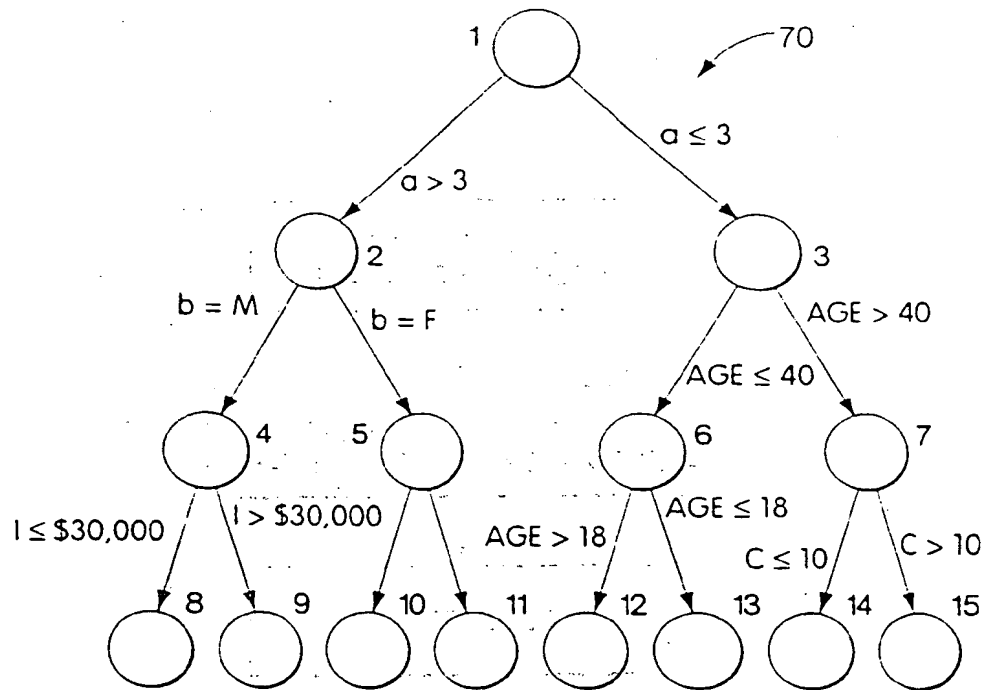 1
70
a ≤ 3
a > 3
2
3
b = M
b = F
AGE > 40
AGE ≤ 40
4
5
6
7
I ≤ $30,000
I > $30,000
AGE > 18
AGE ≤ 18
C ≤ 10
C > 10
8
9
10
11
12
13
14
15